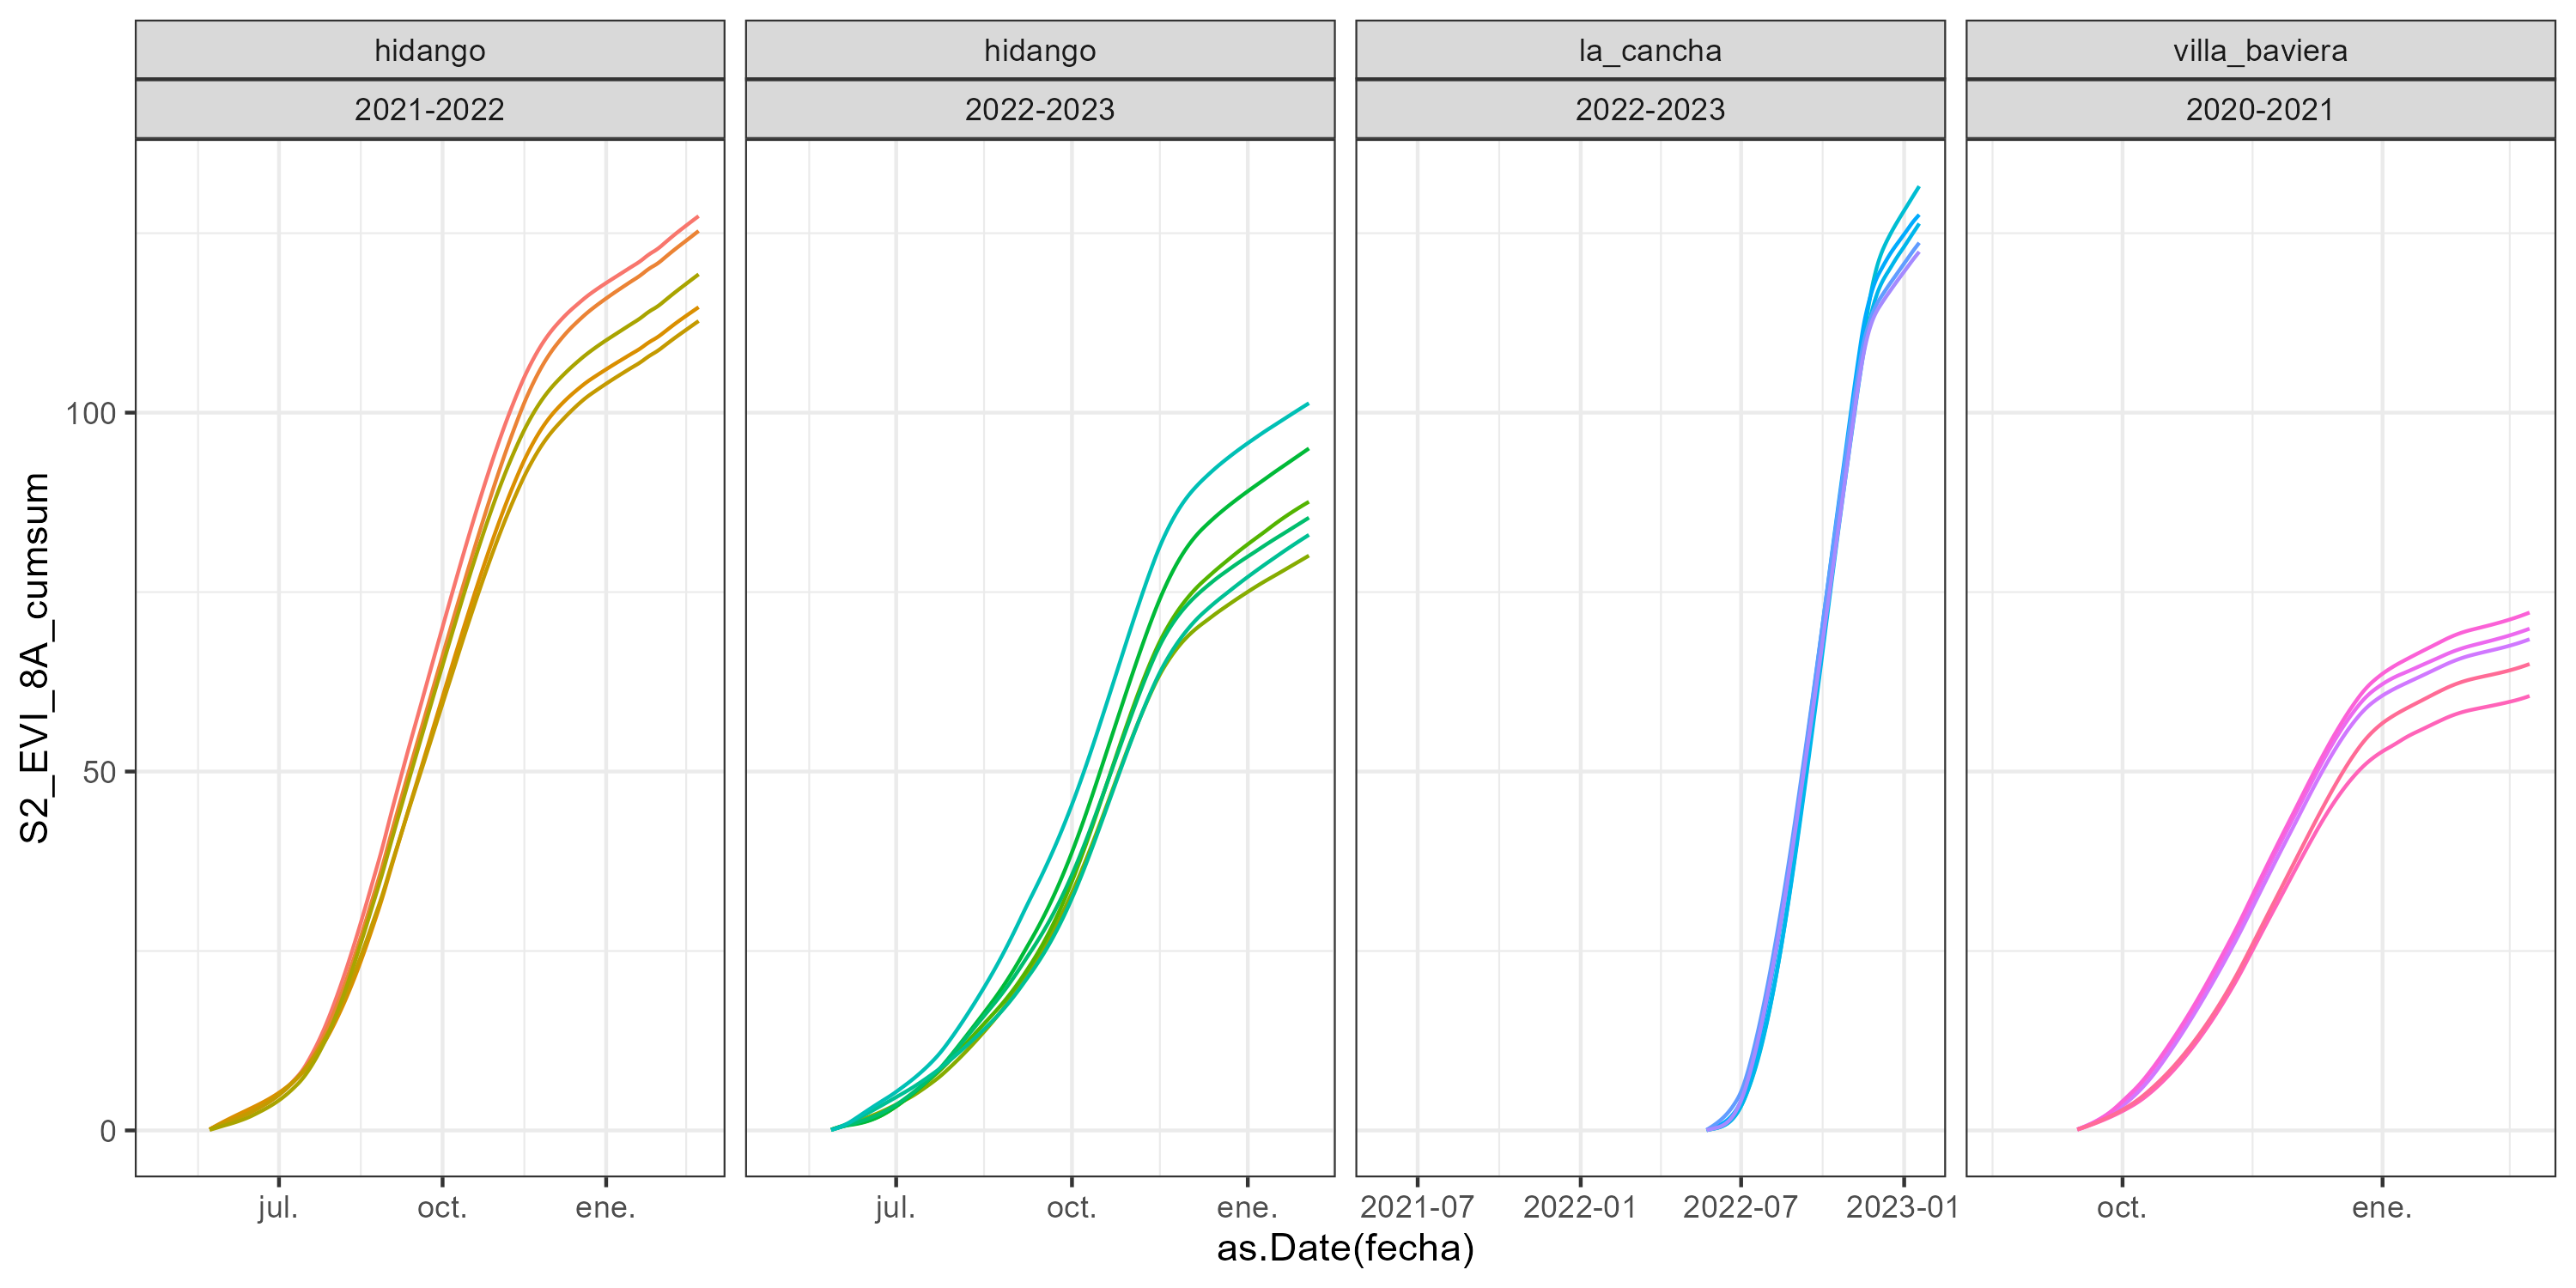 hidango hidango la_cancha villa_baviera
2021-2022 2022-2023 2022-2023 2020-2021
100
50
0
S2_EVI_8A_cumsum
jul. oct. ene. jul. oct. ene. 2021-07 2022-01 2022-07 2023-01 oct. ene.
as.Date(fecha)